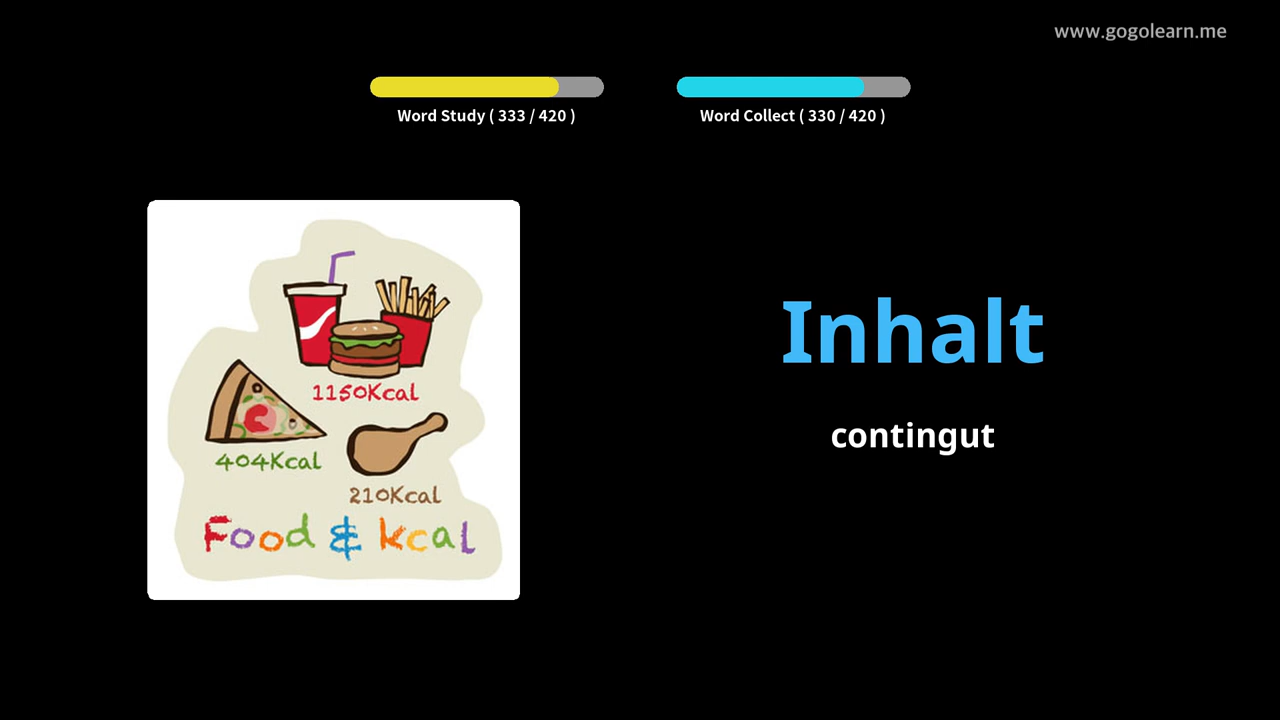 www.gogolearn.me
Word Study ( 333 / 420 )
Word Collect ( 330 / 420 )
1150Kcal
404Kcal
210Kcal
Food & kcal
Inhalt
contingut